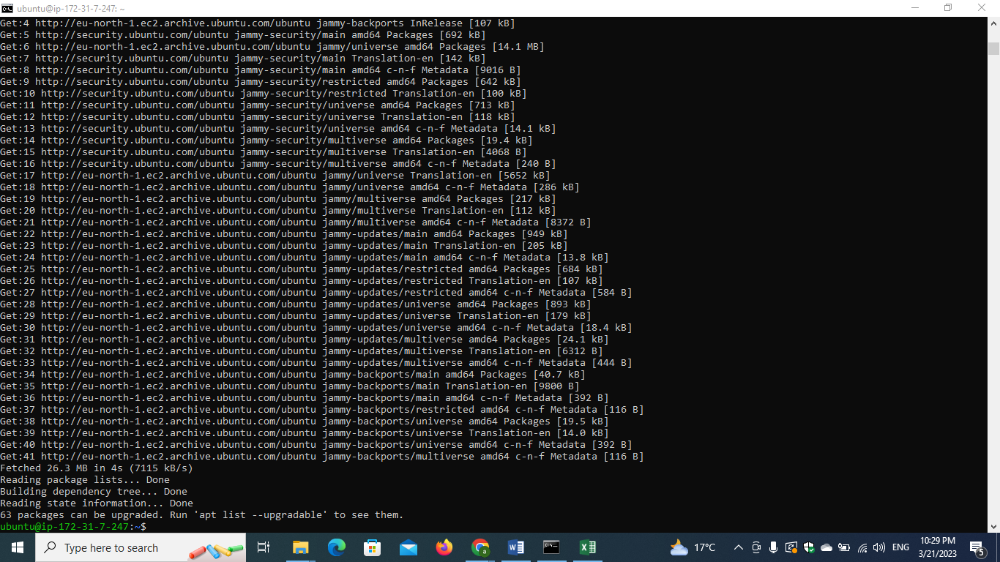 ubuntu@ip-172-31-7-247: ~
Get:4 http://eu-north-1.ec2.archive.ubuntu.com/ubuntu jammy-backports InRelease [107 kB]
Get:5 http://security.ubuntu.com/ubuntu jammy-security/main amd64 Packages [692 kB]
Get:6 http://eu-north-1.ec2.archive.ubuntu.com/ubuntu jammy/universe amd64 Packages [14.1 MB]
Get:7 http://security.ubuntu.com/ubuntu jammy-security/main Translation-en [142 kB]
Get:8 http://security.ubuntu.com/ubuntu jammy-security/main amd64 c-n-f Metadata [9016 B]
Get:9 http://security.ubuntu.com/ubuntu jammy-security/restricted amd64 Packages [642 kB]
Get:10 http://security.ubuntu.com/ubuntu jammy-security/restricted Translation-en [100 kB]
Get:11 http://security.ubuntu.com/ubuntu jammy-security/universe amd64 Packages [713 kB]
Get:12 http://security.ubuntu.com/ubuntu jammy-security/universe Translation-en [118 kB]
Get:13 http://security.ubuntu.com/ubuntu jammy-security/universe amd64 c-n-f Metadata [14.1 kB]
Get:14 http://security.ubuntu.com/ubuntu jammy-security/multiverse amd64 Packages [19.4 kB]
Get:15 http://security.ubuntu.com/ubuntu jammy-security/multiverse Translation-en [4068 B]
Get:16 http://security.ubuntu.com/ubuntu jammy-security/multiverse amd64 c-n-f Metadata [240 B]
Get:17 http://eu-north-1.ec2.archive.ubuntu.com/ubuntu jammy/universe Translation-en [5652 kB]
Get:18 http://eu-north-1.ec2.archive.ubuntu.com/ubuntu jammy/universe amd64 c-n-f Metadata [286 kB]
Get:19 http://eu-north-1.ec2.archive.ubuntu.com/ubuntu jammy/multiverse amd64 Packages [217 kB]
Get:20 http://eu-north-1.ec2.archive.ubuntu.com/ubuntu jammy/multiverse Translation-en [112 kB]
Get:21 http://eu-north-1.ec2.archive.ubuntu.com/ubuntu jammy/multiverse amd64 c-n-f Metadata [8372 B]
Get:22 http://eu-north-1.ec2.archive.ubuntu.com/ubuntu jammy-updates/main amd64 Packages [949 kB]
Get:23 http://eu-north-1.ec2.archive.ubuntu.com/ubuntu jammy-updates/main Translation-en [205 kB]
Get:24 http://eu-north-1.ec2.archive.ubuntu.com/ubuntu jammy-updates/main amd64 c-n-f Metadata [13.8 kB]
Get:25 http://eu-north-1.ec2.archive.ubuntu.com/ubuntu jammy-updates/restricted amd64 Packages [684 kB]
Get:26 http://eu-north-1.ec2.archive.ubuntu.com/ubuntu jammy-updates/restricted Translation-en [107 kB]
Get:27 http://eu-north-1.ec2.archive.ubuntu.com/ubuntu jammy-updates/restricted amd64 c-n-f Metadata [584 B]
Get:28 http://eu-north-1.ec2.archive.ubuntu.com/ubuntu jammy-updates/universe amd64 Packages [893 kB]
Get:29 http://eu-north-1.ec2.archive.ubuntu.com/ubuntu jammy-updates/universe Translation-en [179 kB]
Get:30 http://eu-north-1.ec2.archive.ubuntu.com/ubuntu jammy-updates/universe amd64 c-n-f Metadata [18.4 kB]
Get:31 http://eu-north-1.ec2.archive.ubuntu.com/ubuntu jammy-updates/multiverse amd64 Packages [24.1 kB]
Get:32 http://eu-north-1.ec2.archive.ubuntu.com/ubuntu jammy-updates/multiverse Translation-en [6312 B]
Get:33 http://eu-north-1.ec2.archive.ubuntu.com/ubuntu jammy-updates/multiverse amd64 c-n-f Metadata [444 B]
Get:34 http://eu-north-1.ec2.archive.ubuntu.com/ubuntu jammy-backports/main amd64 Packages [40.7 kB]
Get:35 http://eu-north-1.ec2.archive.ubuntu.com/ubuntu jammy-backports/main Translation-en [9800 B]
Get:36 http://eu-north-1.ec2.archive.ubuntu.com/ubuntu jammy-backports/main amd64 c-n-f Metadata [392 B]
Get:37 http://eu-north-1.ec2.archive.ubuntu.com/ubuntu jammy-backports/restricted amd64 c-n-f Metadata [116 B]
Get:38 http://eu-north-1.ec2.archive.ubuntu.com/ubuntu jammy-backports/universe amd64 Packages [19.5 kB]
Get:39 http://eu-north-1.ec2.archive.ubuntu.com/ubuntu jammy-backports/universe Translation-en [14.0 kB]
Get:40 http://eu-north-1.ec2.archive.ubuntu.com/ubuntu jammy-backports/universe amd64 c-n-f Metadata [392 B]
Get:41 http://eu-north-1.ec2.archive.ubuntu.com/ubuntu jammy-backports/multiverse amd64 c-n-f Metadata [116 B]
Fetched 26.3 MB in 4s (7115 kB/s)
Reading package lists... Done
Building dependency tree... Done
Reading state information... Done
63 packages can be upgraded. Run 'apt list --upgradable' to see them.
ubuntu@ip-172-31-7-247:~$
Type here to search
17°C
ENG
10:29 PM
3/21/2023
5